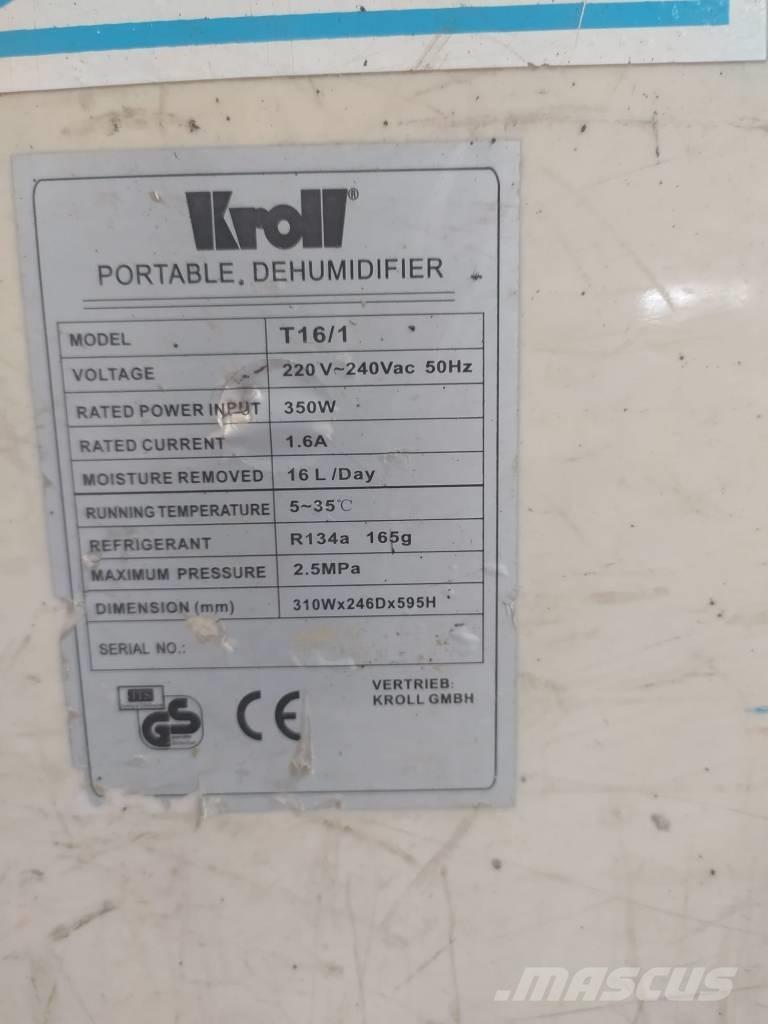 Kroll®
PORTABLE DEHUMIDIFIER
MODEL T16/1
VOLTAGE 220V~240Vac 50Hz
RATED POWER INPUT 350W
RATED CURRENT 1.6A
MOISTURE REMOVED 16 L /Day
RUNNING TEMPERATURE 5~35℃
REFRIGERANT R134a 165g
MAXIMUM PRESSURE 2.5MPa
DIMENSION (mm) 310Wx246Dx595H
SERIAL NO.:
VERTRIEB:
KROLL GMBH
ITS
GS CE
MASCUS